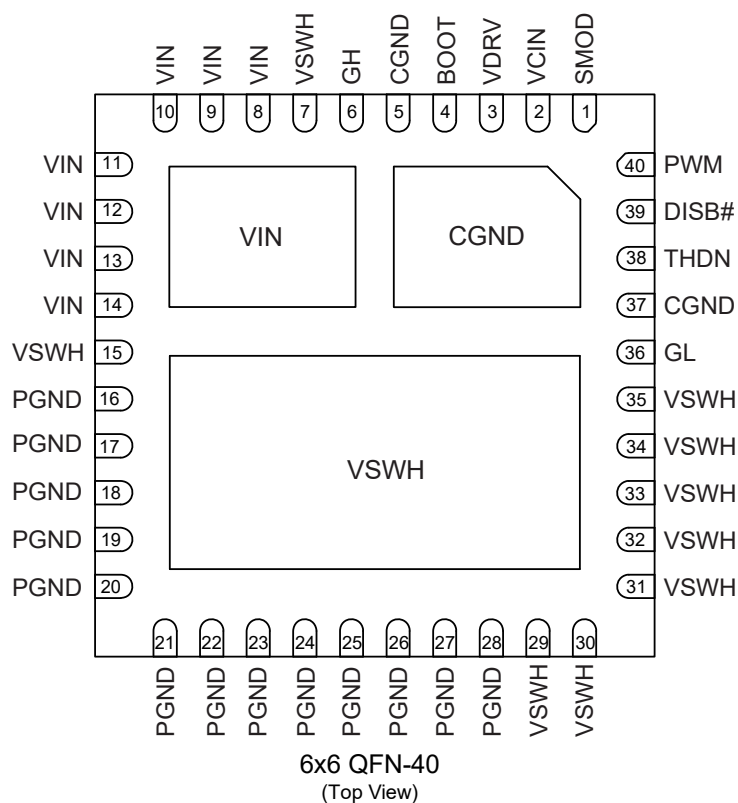 VIN
VIN
VIN
VSWH
GH
CGND
BOOT
VDRV
VCIN
SMOD
10
9
8
7
6
5
4
3
2
1
VIN 11
VIN 12
VIN 13
VIN 14
VSWH 15
PGND 16
PGND 17
PGND 18
PGND 19
PGND 20
VIN
CGND
VSWH
40 PWM
39 DISB#
38 THDN
37 CGND
36 GL
35 VSWH
34 VSWH
33 VSWH
32 VSWH
31 VSWH
21
22
23
24
25
26
27
28
29
30
PGND
PGND
PGND
PGND
PGND
PGND
PGND
PGND
VSWH
VSWH
6x6 QFN-40
(Top View)